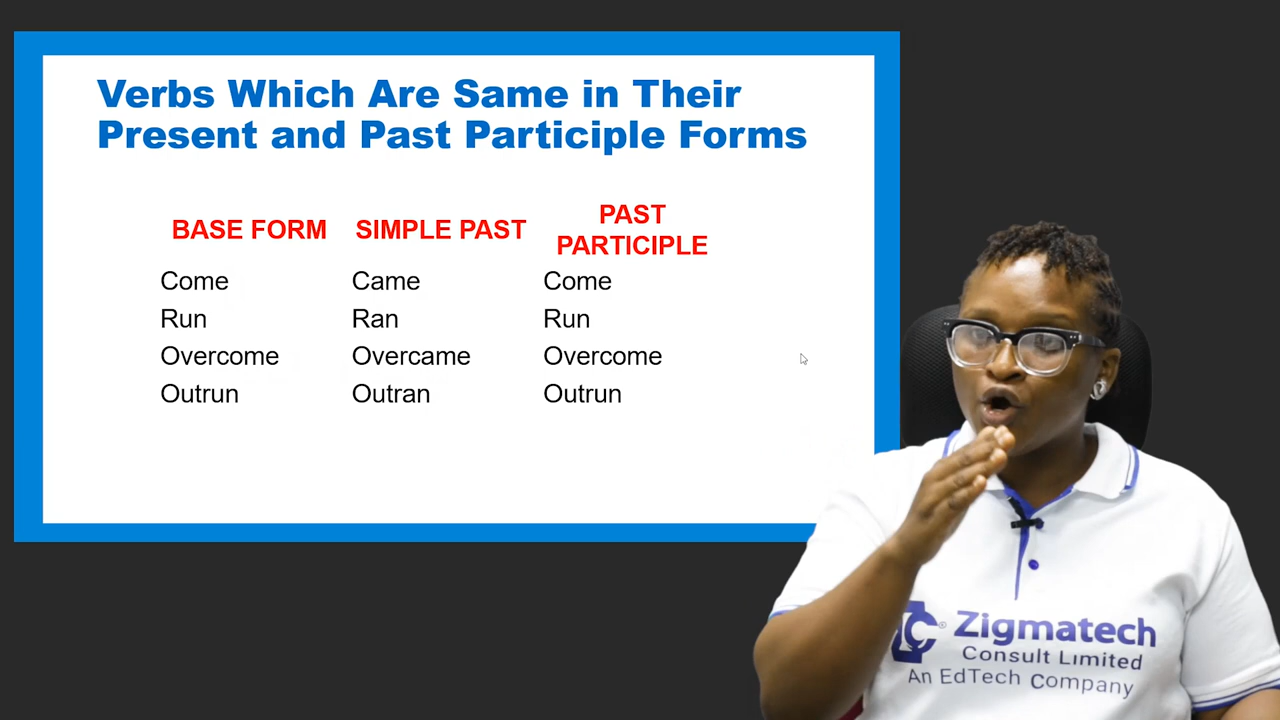 Verbs Which Are Same in Their
Present and Past Participle Forms
BASE FORM SIMPLE PAST PAST PARTICIPLE
Come Came Come
Run Ran Run
Overcome Overcame Overcome
Outrun Outran Outrun
Zigmatech
Consult Limited
An EdTech Company